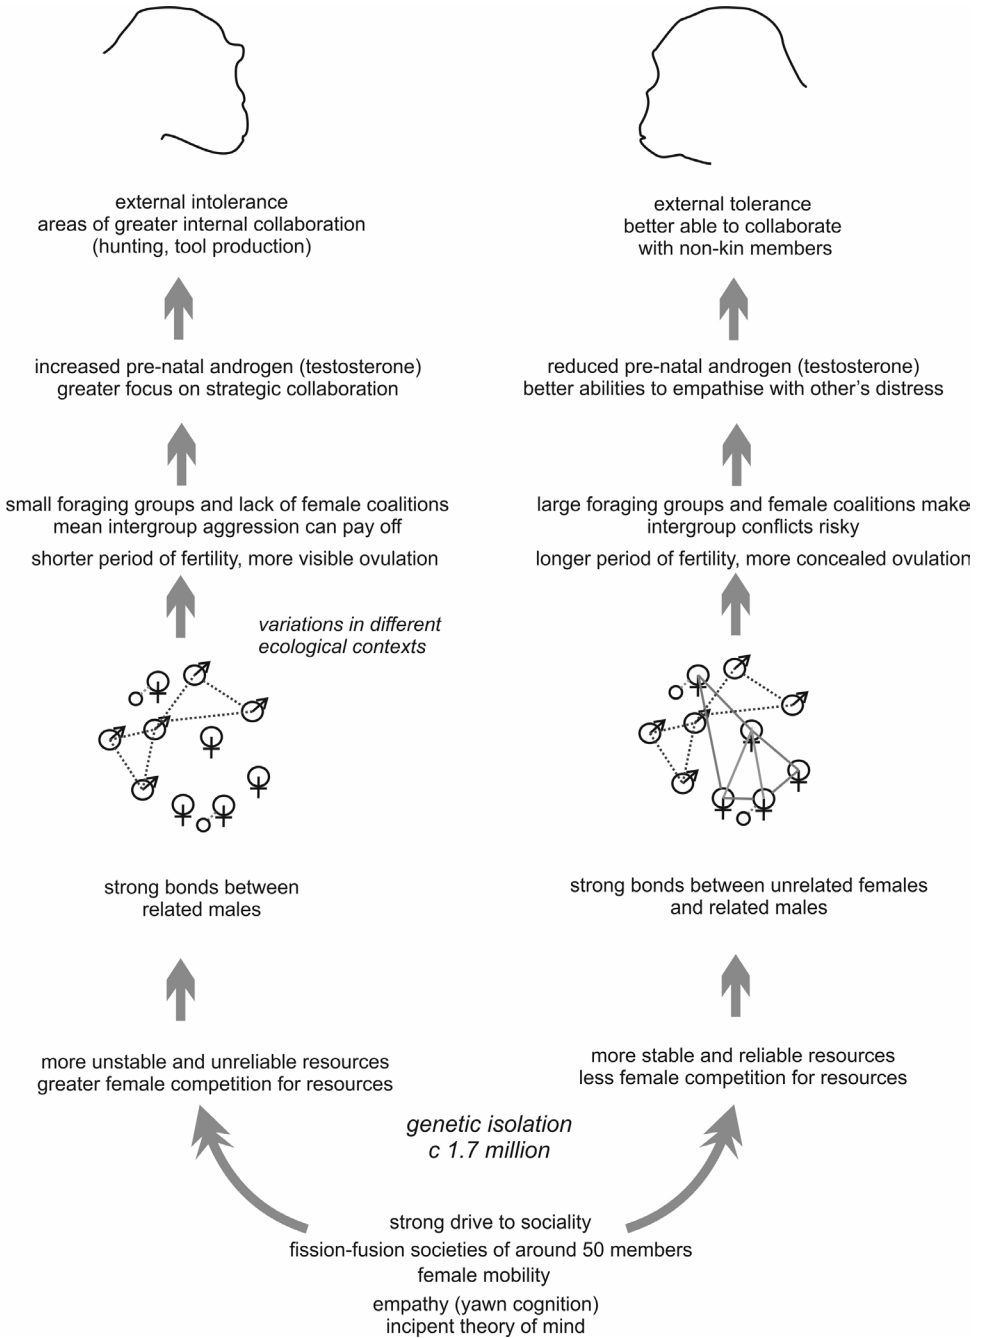 external intolerance
areas of greater internal collaboration
(hunting, tool production)
external tolerance
better able to collaborate
with non-kin members
increased pre-natal androgen (testosterone)
greater focus on strategic collaboration
reduced pre-natal androgen (testosterone)
better abilities to empathise with other's distress
small foraging groups and lack of female coalitions
mean intergroup aggression can pay off
shorter period of fertility, more visible ovulation
large foraging groups and female coalitions make
intergroup conflicts risky
longer period of fertility, more concealed ovulation
variations in different
ecological contexts
strong bonds between
related males
strong bonds between unrelated females
and related males
more unstable and unreliable resources
greater female competition for resources
more stable and reliable resources
less female competition for resources
genetic isolation
c 1.7 million
strong drive to sociality
fission-fusion societies of around 50 members
female mobility
empathy (yawn cognition)
incipent theory of mind